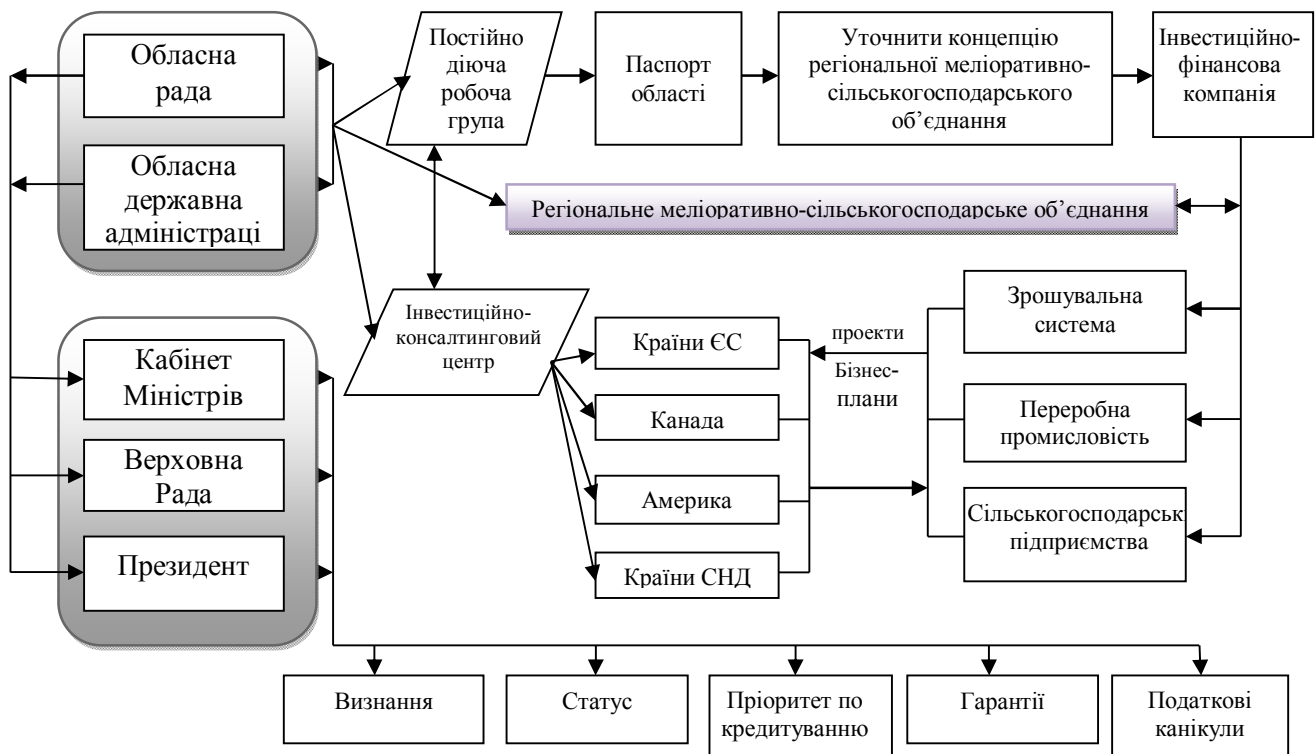 Обласна
рада
Обласна
державна
адміністраці
Постійно
діюча
робоча
група
Паспорт
області
Уточнити концепцію
регіональної меліоративно-
сільськогосподарського
об’єднання
Інвестиційно-
фінансова
компанія
Регіональне меліоративно-сільськогосподарське об’єднання
Інвестиційно-
консалтинговий
центр
Кабінет
Міністрів
Верховна
Рада
Президент
Країни ЄС
Канада
Америка
Країни СНД
проекти
Бізнес-
плани
Зрошувальна
система
Переробна
промисловість
Сільськогосподарськ
підприємства
Визнання
Статус
Пріоритет по
кредитуванню
Гарантії
Податкові
канікули